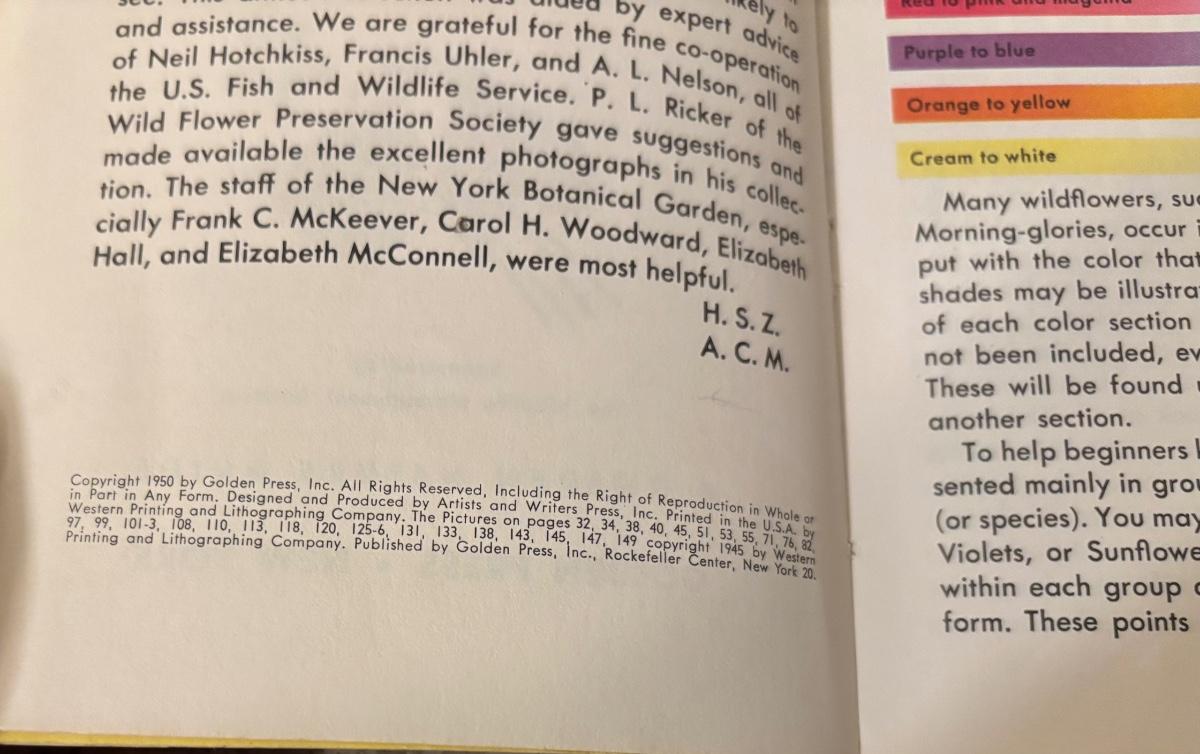 by expert advice
and assistance. We are grateful for the fine co-operation
of Neil Hotchkiss, Francis Uhler, and A. L. Nelson, all of
the U.S. Fish and Wildlife Service. P. L. Ricker of the
Wild Flower Preservation Society gave suggestions and
made available the excellent photographs in his collec-
tion. The staff of the New York Botanical Garden, espe-
cially Frank C. McKeever, Carol H. Woodward, Elizabeth
Hall, and Elizabeth McConnell, were most helpful.
H. S. Z.
A. C. M.
Copyright 1950 by Golden Press, Inc. All Rights Reserved, Including the Right of Reproduction in Whole or
in Part in Any Form. Designed and Produced by Artists and Writers Press, Inc. Printed in the U.S.A. by
Western Printing and Lithographing Company. The Pictures on pages 32, 34, 38, 40, 45, 51, 53, 55, 71, 76, 82,
97, 99, 101-3, 108, 110, 113, 118, 120, 125-6, 131, 133, 138, 143, 145, 147, 149 copyright 1945 by Western
Printing and Lithographing Company. Published by Golden Press, Inc., Rockefeller Center, New York 20.
Red to pink and magenta
Purple to blue
Orange to yellow
Cream to white
Many wildflowers, suc
Morning-glories, occur i
put with the color that
shades may be illustra
of each color section
not been included, ev
These will be found
another section.
To help beginners
sented mainly in grou
(or species). You may
Violets, or Sunflowe
within each group
form. These points